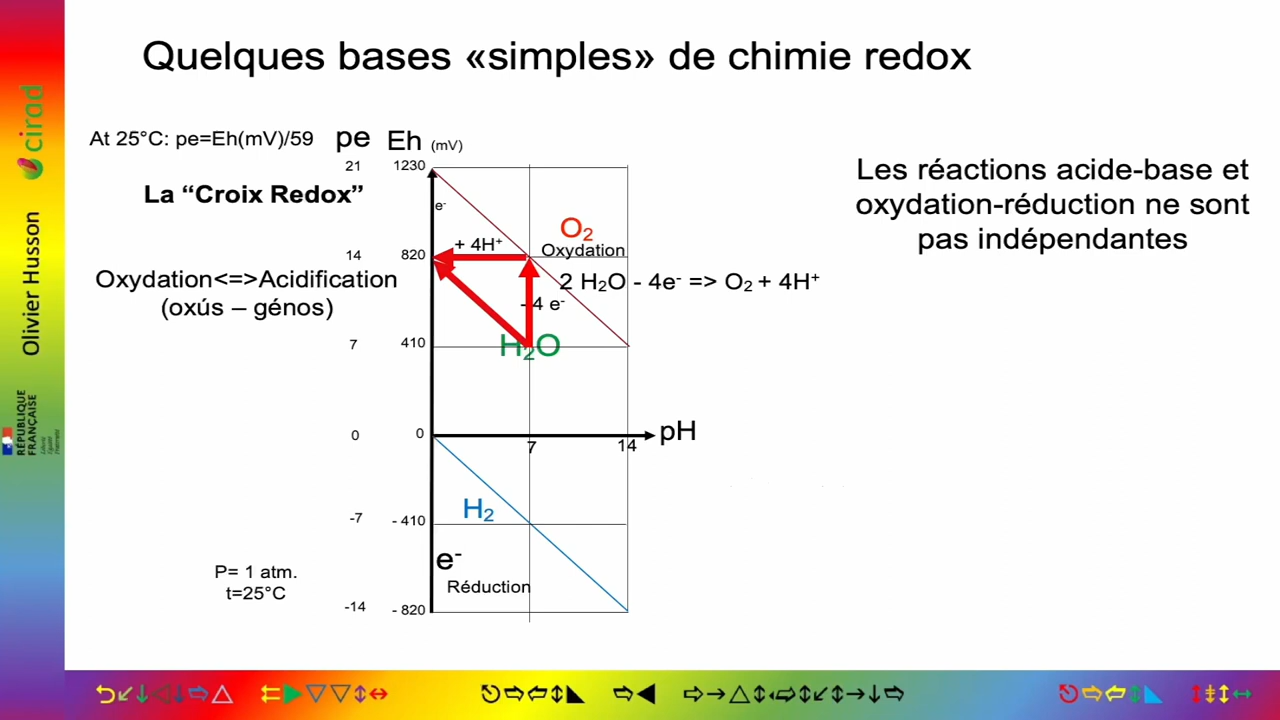 Quelques bases «simples» de chimie redox
cirad
Olivier Husson
RÉPUBLIQUE
FRANÇAISE
Liberté
Égalité
Fraternité
At 25°C: pe=Eh(mV)/59
pe
Eh (mV)
21
1230
La “Croix Redox”
e-
O2
Oxydation
+ 4H+
14
820
Oxydation<=>Acidification
(oxús – génos)
2 H2O - 4e- => O2 + 4H+
- 4 e-
H2O
7
410
0
0
pH
7
14
H2
-7
- 410
e-
Réduction
P= 1 atm.
t=25°C
-14
- 820
Les réactions acide-base et
oxydation-réduction ne sont
pas indépendantes